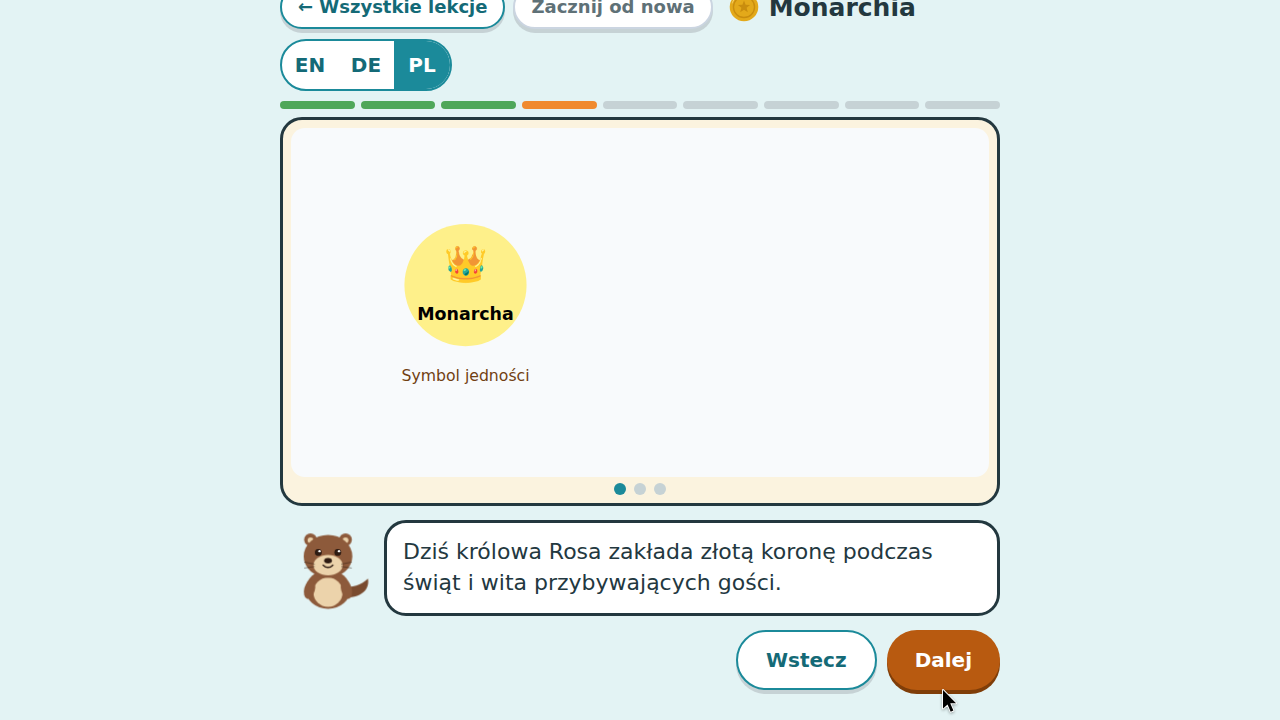 ← Wszystkie lekcje
Zacznij od nowa
Monarchia
EN DE PL
Monarcha
Symbol jedności
Dziś królowa Rosa zakłada złotą koronę podczas
świąt i wita przybywających gości.
Wstecz
Dalej